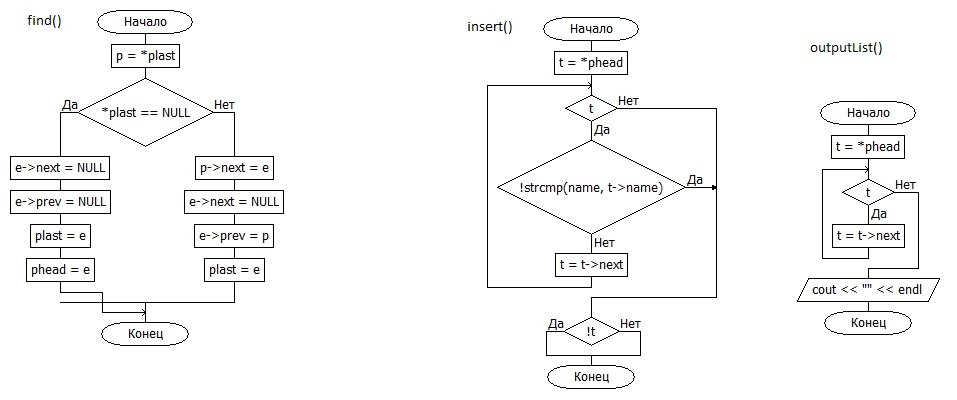 find()
Начало
p = *plast
*plast == NULL
Да
Нет
e->next = NULL
e->prev = NULL
plast = e
phead = e
p->next = e
e->next = NULL
e->prev = p
plast = e
Конец
insert()
Начало
t = *phead
t
Нет
Да
!strcmp(name, t->name)
Да
Нет
t = t->next
!t
Да
Нет
Конец
outputList()
Начало
t = *phead
t
Нет
Да
t = t->next
cout << "" << endl
Конец